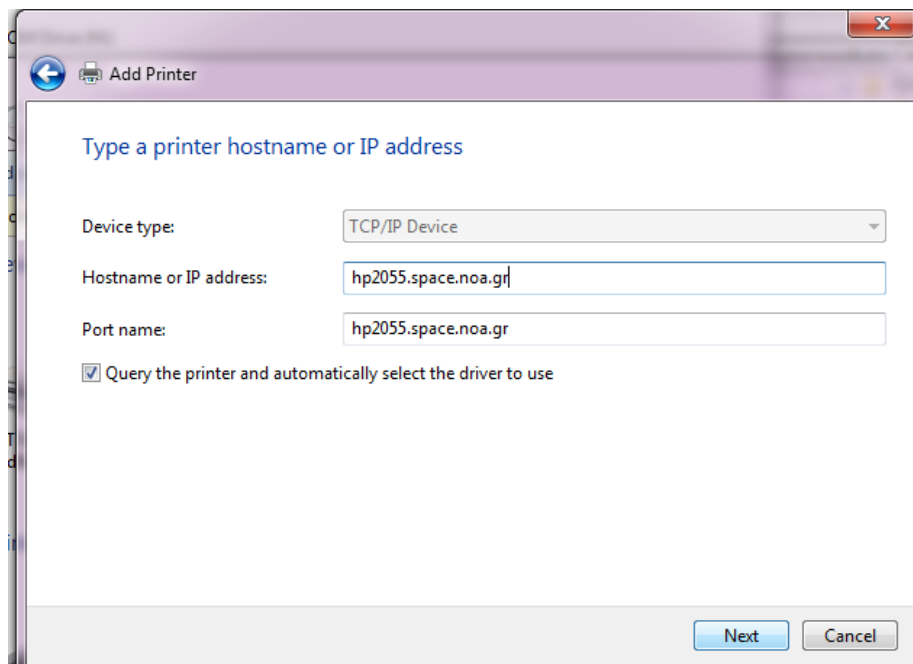 Add Printer
Type a printer hostname or IP address
Device type: TCP/IP Device
Hostname or IP address: hp2055.space.noa.gr
Port name: hp2055.space.noa.gr
Query the printer and automatically select the driver to use
Next Cancel